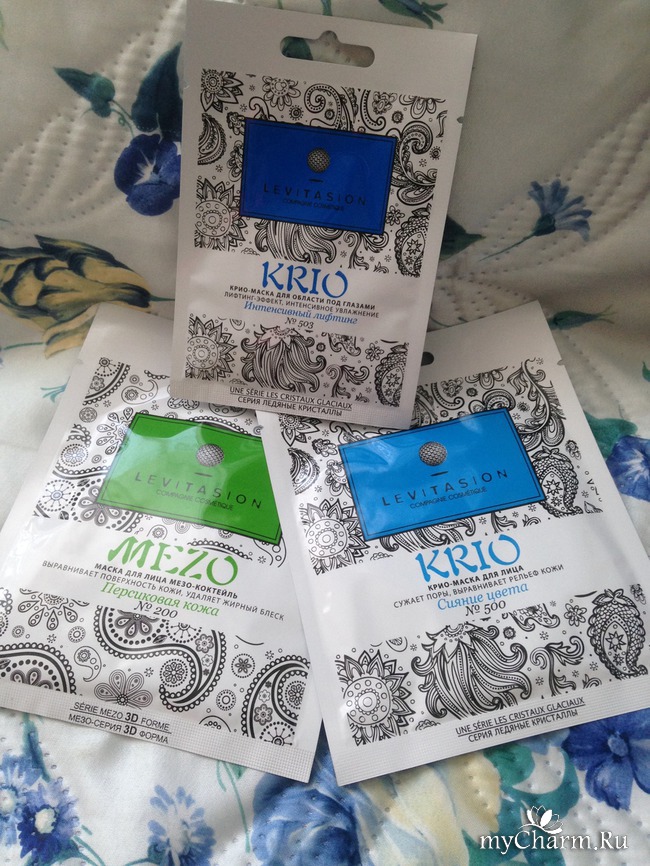 LEVITASION
COMPAGNIE COSMETIQUE
KRIO
КРИО-МАСКА ДЛЯ ОБЛАСТИ ПОД ГЛАЗАМИ
ЛИФТИНГ-ЭФФЕКТ, ИНТЕНСИВНОЕ УВЛАЖНЕНИЕ
Интенсивный лифтинг
№ 503
UNE SÉRIE LES CRISTAUX GLACIAUX
СЕРИЯ ЛЕДЯНЫЕ КРИСТАЛЛЫ
LEVITASION
COMPAGNIE COSMETIQUE
MEZO
МАСКА ДЛЯ ЛИЦА МЕЗО-КОКТЕЙЛЬ
ВЫРАВНИВАЕТ ПОВЕРХНОСТЬ КОЖИ, УДАЛЯЕТ ЖИРНЫЙ БЛЕСК
Персиковая кожа
№ 200
SÉRIE MEZO 3D FORME
МЕЗО-СЕРИЯ 3D ФОРМА
LEVITASION
COMPAGNIE COSMETIQUE
KRIO
КРИО-МАСКА ДЛЯ ЛИЦА
СУЖАЕТ ПОРЫ, ВЫРАВНИВАЕТ РЕЛЬЕФ КОЖИ
Сияние цвета
№ 500
UNE SÉRIE LES CRISTAUX GLACIAUX
СЕРИЯ ЛЕДЯНЫЕ КРИСТАЛЛЫ
myCharm.Ru